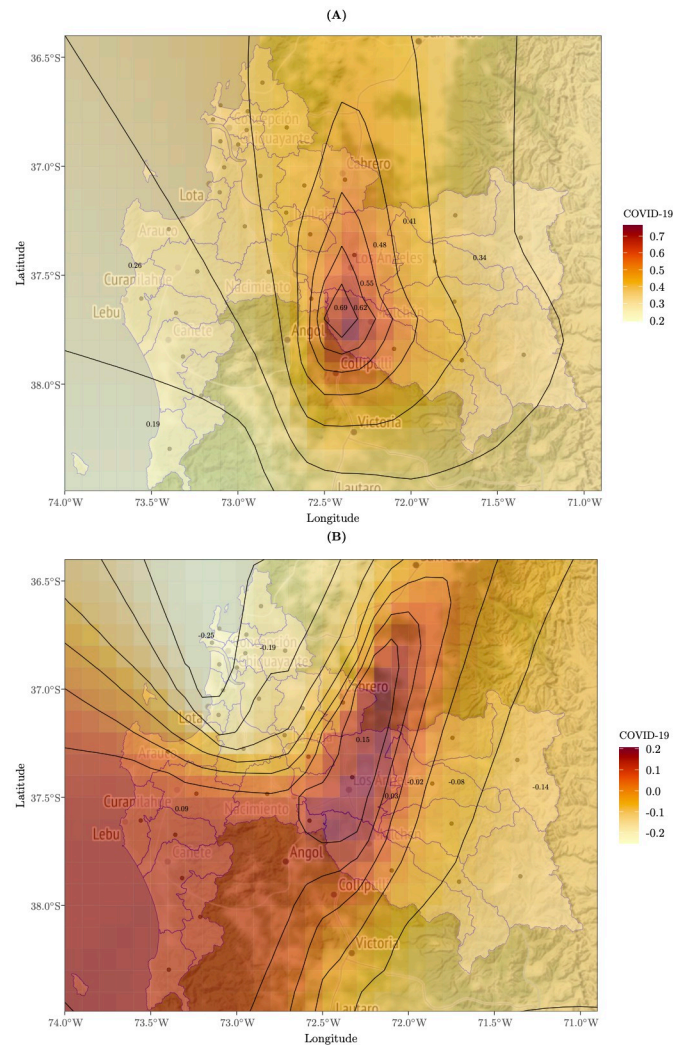 (A)
36.5°S
37.0°S
37.5°S
38.0°S
Latitude
Cabrero
Lota
Arauco
0.41
0.48
0.34
0.26
Los Angeles
Curanilahue
0.55
Nacimiento
0.69
0.62
Lebu
Cañete
Angol
Collipulli
0.19
Victoria
Lautaro
74.0°W 73.5°W 73.0°W 72.5°W 72.0°W 71.5°W 71.0°W
Longitude
COVID-19
0.7
0.6
0.5
0.4
0.3
0.2
(B)
36.5°S
37.0°S
37.5°S
38.0°S
Latitude
-0.25
-0.19
Lota
0.15
Arauco
-0.02
-0.08
-0.14
Curanilahue
0.09
-0.03
Nacimiento
Lebu
Cañete
Angol
Collipulli
Victoria
Lautaro
74.0°W 73.5°W 73.0°W 72.5°W 72.0°W 71.5°W 71.0°W
Longitude
COVID-19
0.2
0.1
0.0
-0.1
-0.2